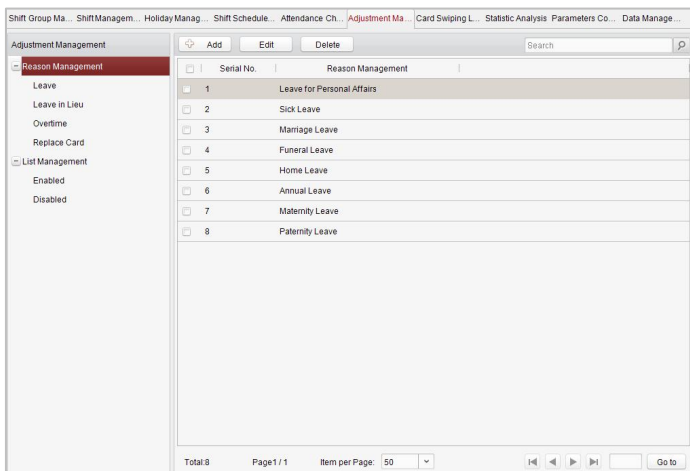 Shift Group Ma... Shift Managem... Holiday Manag... Shift Schedule... Attendance Ch... Adjustment Ma... Card Swiping L... Statistic Analysis Parameters Co... Data Manage...
Adjustment Management
Add Edit Delete Search
Reason Management
Serial No. Reason Management
Leave
1 Leave for Personal Affairs
Leave in Lieu
2 Sick Leave
Overtime
3 Marriage Leave
Replace Card
4 Funeral Leave
List Management
5 Home Leave
Enabled
6 Annual Leave
Disabled
7 Maternity Leave
8 Paternity Leave
Total:8 Page1 / 1 Item per Page: 50 Go to